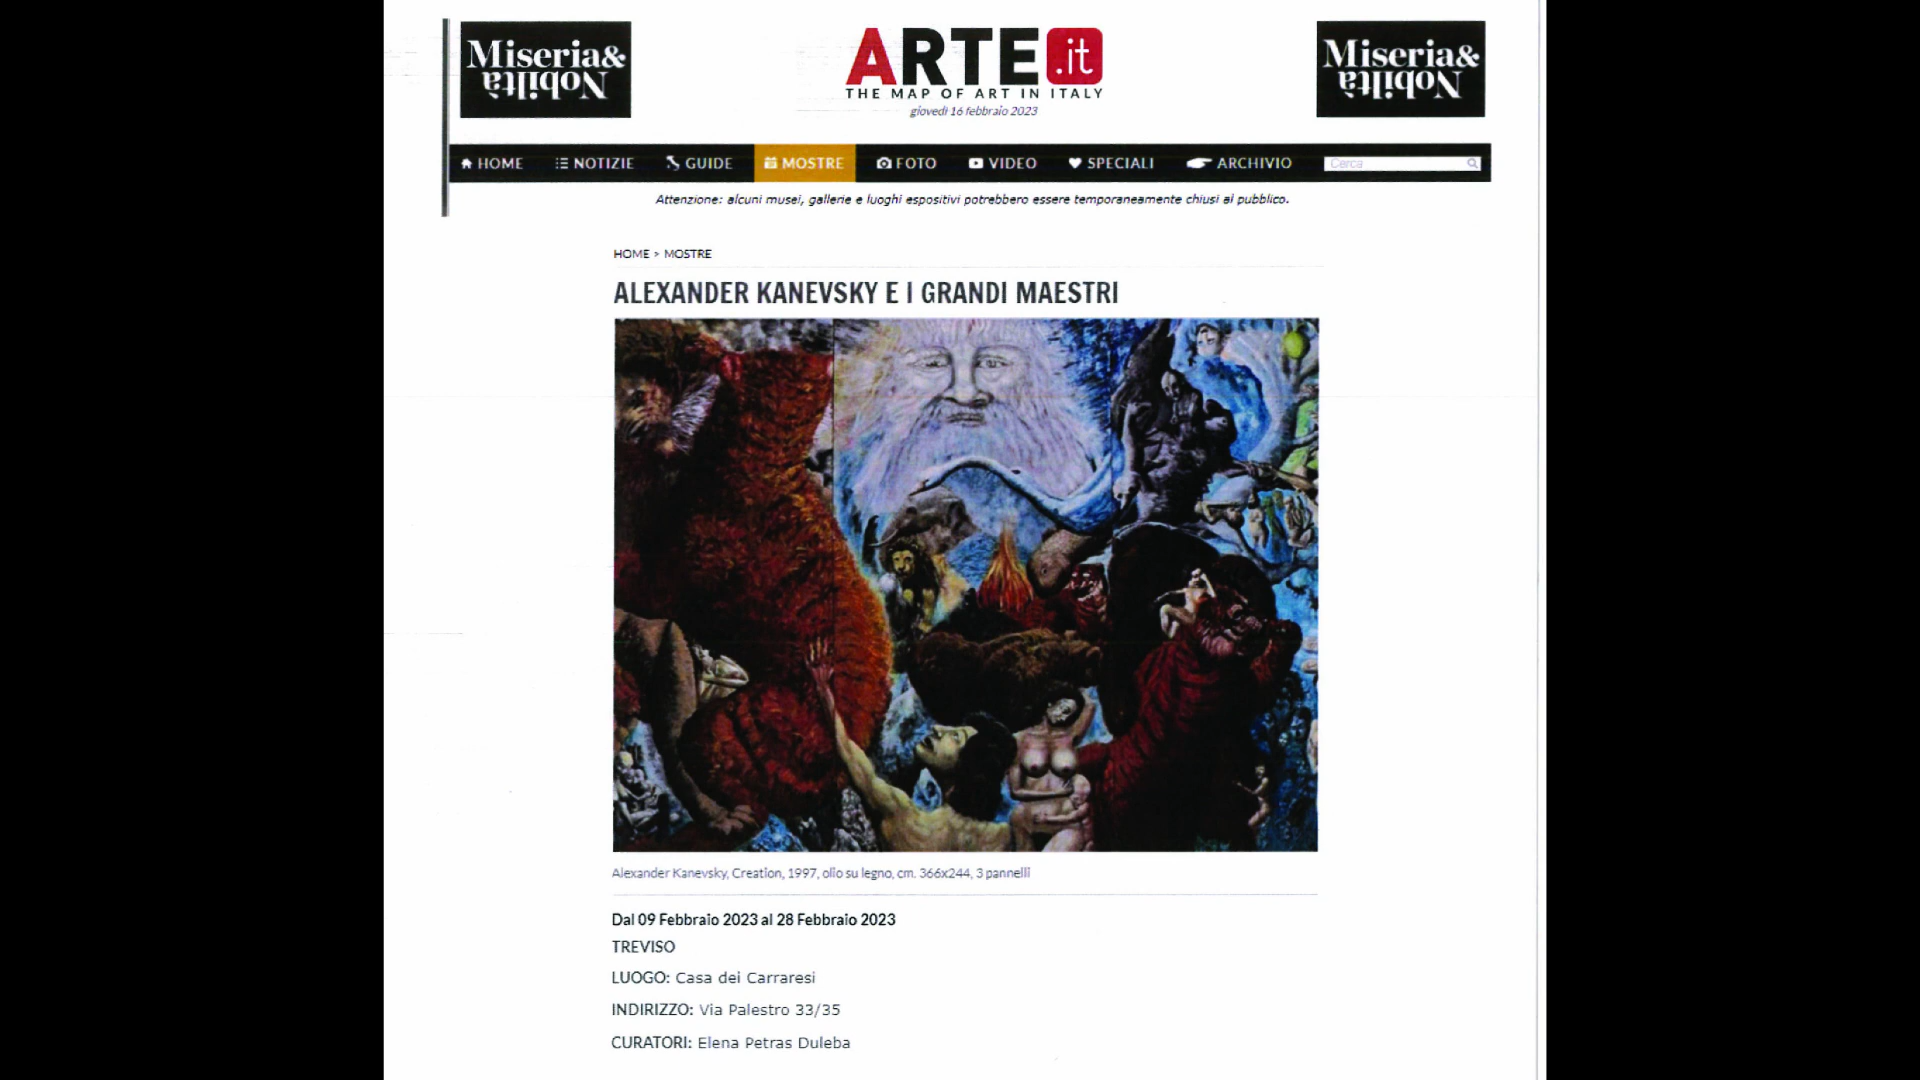 Miseria&
Nobiltà
ARTE.it
THE MAP OF ART IN ITALY
giovedì 16 febbraio 2023
Miseria&
Nobiltà
HOME NOTIZIE GUIDE MOSTRE FOTO VIDEO SPECIALI ARCHIVIO Cerca
Attenzione: alcuni musei, gallerie e luoghi espositivi potrebbero essere temporaneamente chiusi al pubblico.
HOME > MOSTRE
ALEXANDER KANEVSKY E I GRANDI MAESTRI
Alexander Kanevsky, Creation, 1997, olio su legno, cm. 366x244, 3 pannelli
Dal 09 Febbraio 2023 al 28 Febbraio 2023
TREVISO
LUOGO: Casa dei Carraresi
INDIRIZZO: Via Palestro 33/35
CURATORI: Elena Petras Duleba